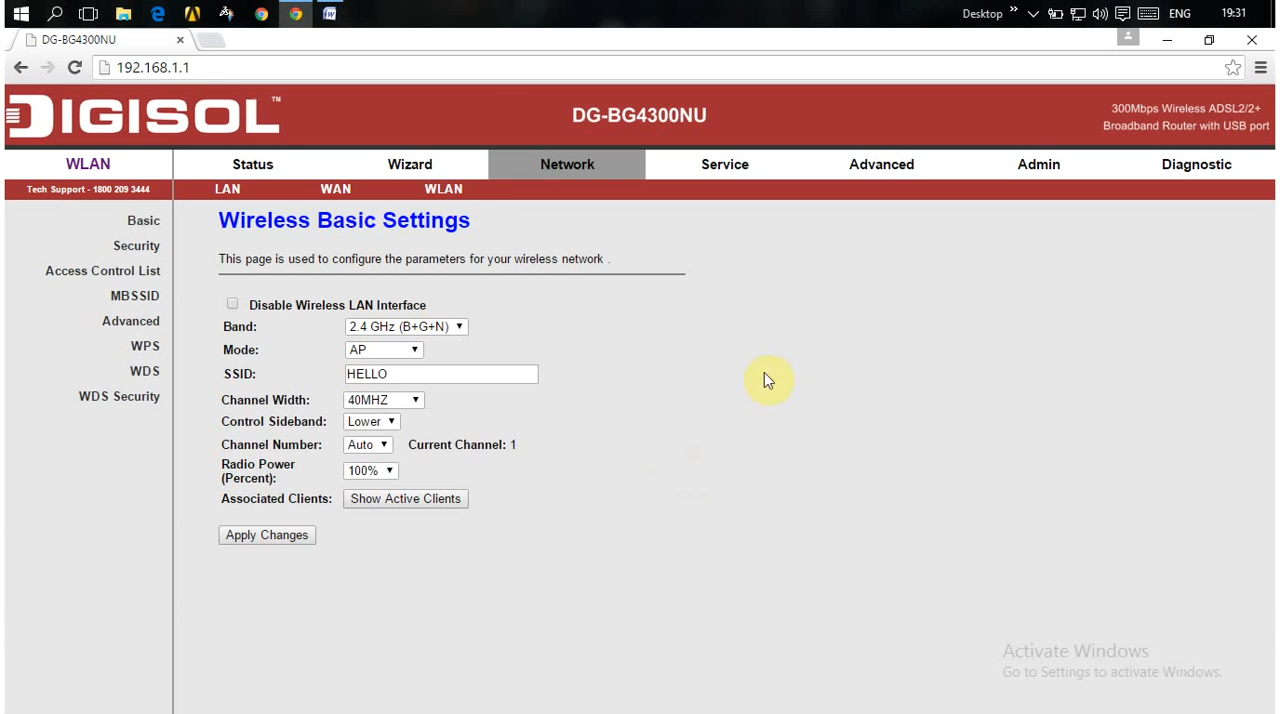 Desktop » ENG 19:31
DG-BG4300NU
192.168.1.1
DIGISOL™ DG-BG4300NU 300Mbps Wireless ADSL2/2+
Broadband Router with USB port
WLAN Status Wizard Network Service Advanced Admin Diagnostic
Tech Support - 1800 209 3444 LAN WAN WLAN
Basic
Security
Access Control List
MBSSID
Advanced
WPS
WDS
WDS Security
Wireless Basic Settings
This page is used to configure the parameters for your wireless network .
Disable Wireless LAN Interface
Band: 2.4 GHz (B+G+N)
Mode: AP
SSID: HELLO
Channel Width: 40MHZ
Control Sideband: Lower
Channel Number: Auto Current Channel: 1
Radio Power
(Percent): 100%
Associated Clients: Show Active Clients
Apply Changes
Activate Windows
Go to Settings to activate Windows.